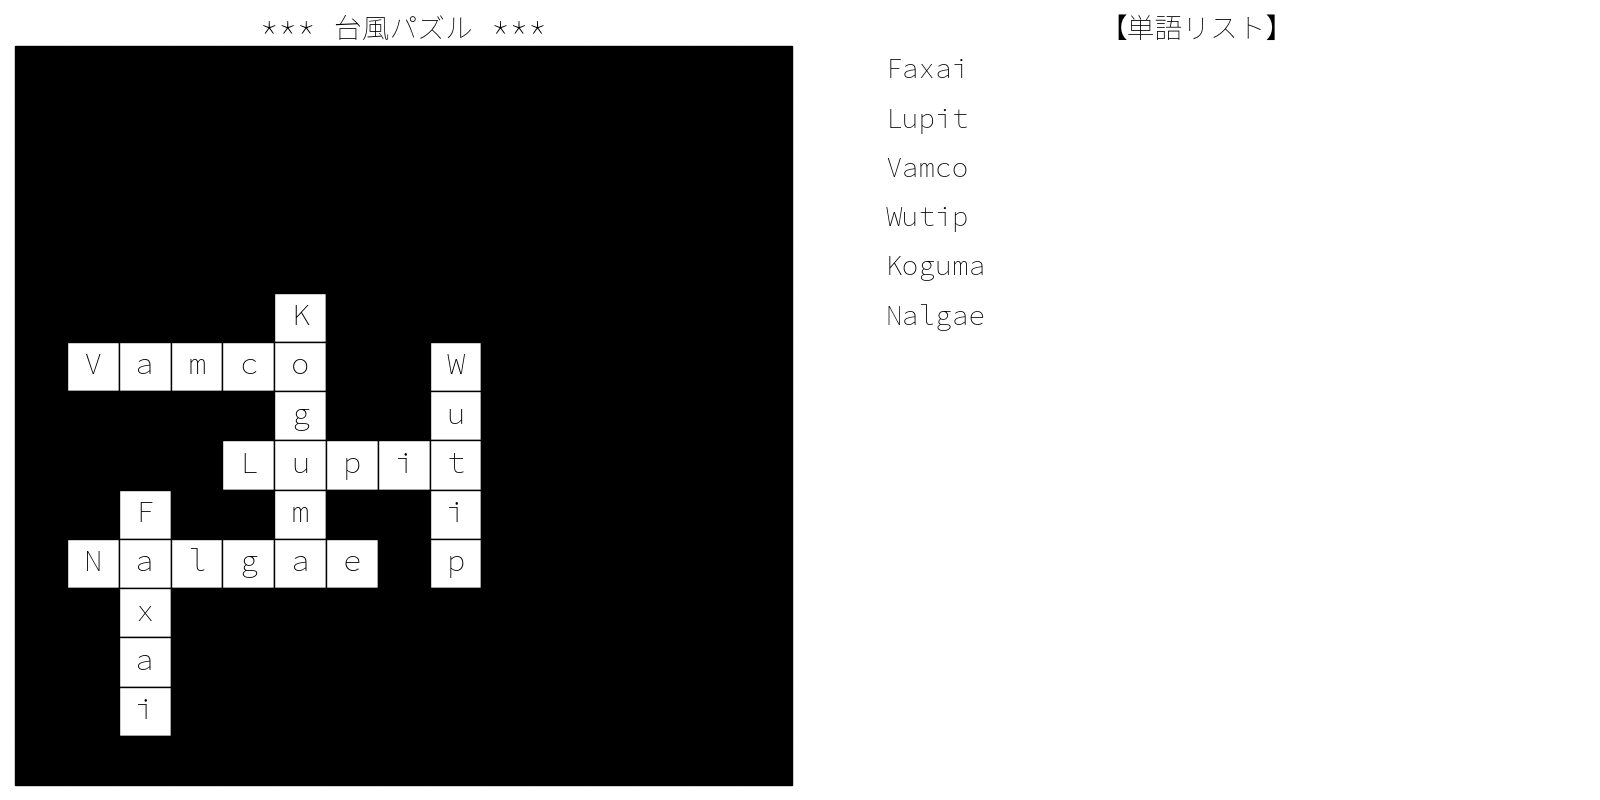 *** 台風パズル ***
【単語リスト】
Faxai
Lupit
Vamco
Wutip
Koguma
Nalgae
K
V a m c o W
g u
L u p i t
F m i
N a l g a e p
x
a
i